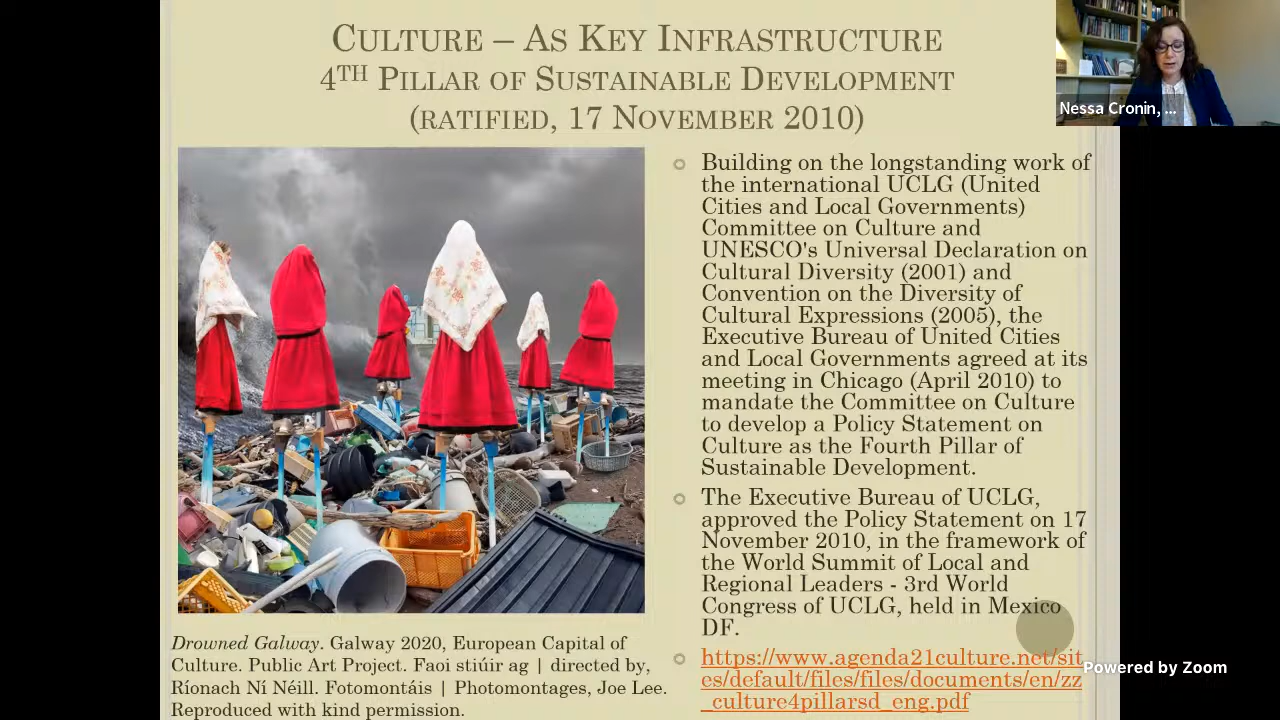 CULTURE – AS KEY INFRASTRUCTURE
4TH PILLAR OF SUSTAINABLE DEVELOPMENT
(RATIFIED, 17 NOVEMBER 2010)
Nessa Cronin, ...
Building on the longstanding work of
the international UCLG (United
Cities and Local Governments)
Committee on Culture and
UNESCO's Universal Declaration on
Cultural Diversity (2001) and
Convention on the Diversity of
Cultural Expressions (2005), the
Executive Bureau of United Cities
and Local Governments agreed at its
meeting in Chicago (April 2010) to
mandate the Committee on Culture
to develop a Policy Statement on
Culture as the Fourth Pillar of
Sustainable Development.
The Executive Bureau of UCLG,
approved the Policy Statement on 17
November 2010, in the framework of
the World Summit of Local and
Regional Leaders - 3rd World
Congress of UCLG, held in Mexico
DF.
https://www.agenda21culture.net/sit
es/default/files/files/documents/en/zz
_culture4pillarsd_eng.pdf
Drowned Galway. Galway 2020, European Capital of
Culture. Public Art Project. Faoi stiúir ag | directed by,
Ríonach Ní Néill. Fotomontáis | Photomontages, Joe Lee.
Reproduced with kind permission.
Powered by Zoom